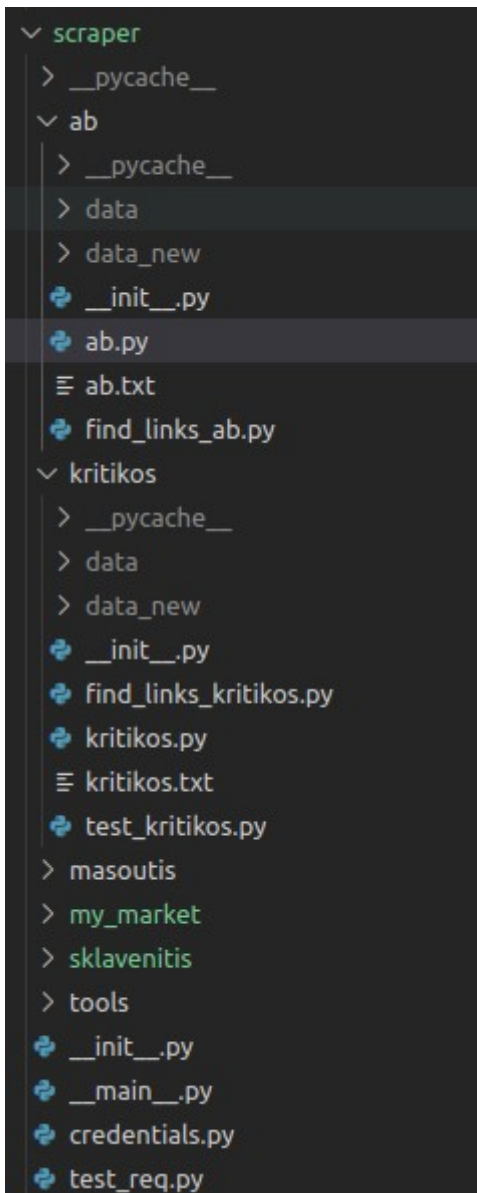 scraper
__pycache__
ab
__pycache__
data
data_new
__init__.py
ab.py
ab.txt
find_links_ab.py
kritikos
__pycache__
data
data_new
__init__.py
find_links_kritikos.py
kritikos.py
kritikos.txt
test_kritikos.py
masoutis
my_market
sklavenitis
tools
__init__.py
__main__.py
credentials.py
test_req.py